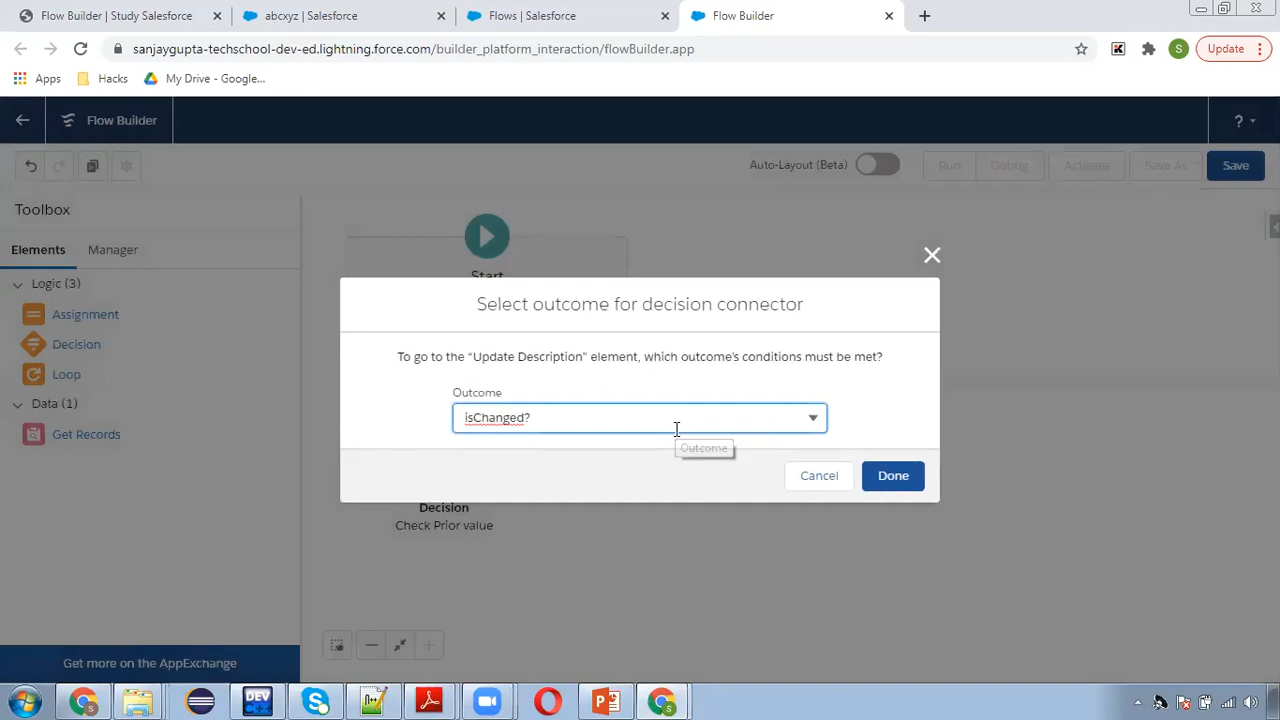 Flow Builder | Study Salesforce
abcxyz | Salesforce
Flows | Salesforce
Flow Builder
sanjaygupta-techschool-dev-ed.lightning.force.com/builder_platform_interaction/flowBuilder.app
S
Update
Apps
Hacks
My Drive - Google...
Flow Builder
?
Auto-Layout (Beta)
Run
Debug
Activate
Save As
Save
Toolbox
Elements
Manager
Logic (3)
Assignment
Decision
Loop
Data (1)
Get Records
Start
Select outcome for decision connector
To go to the “Update Description” element, which outcome's conditions must be met?
Outcome
isChanged?
Outcome
Cancel
Done
Decision
Check Prior value
Get more on the AppExchange
DEV